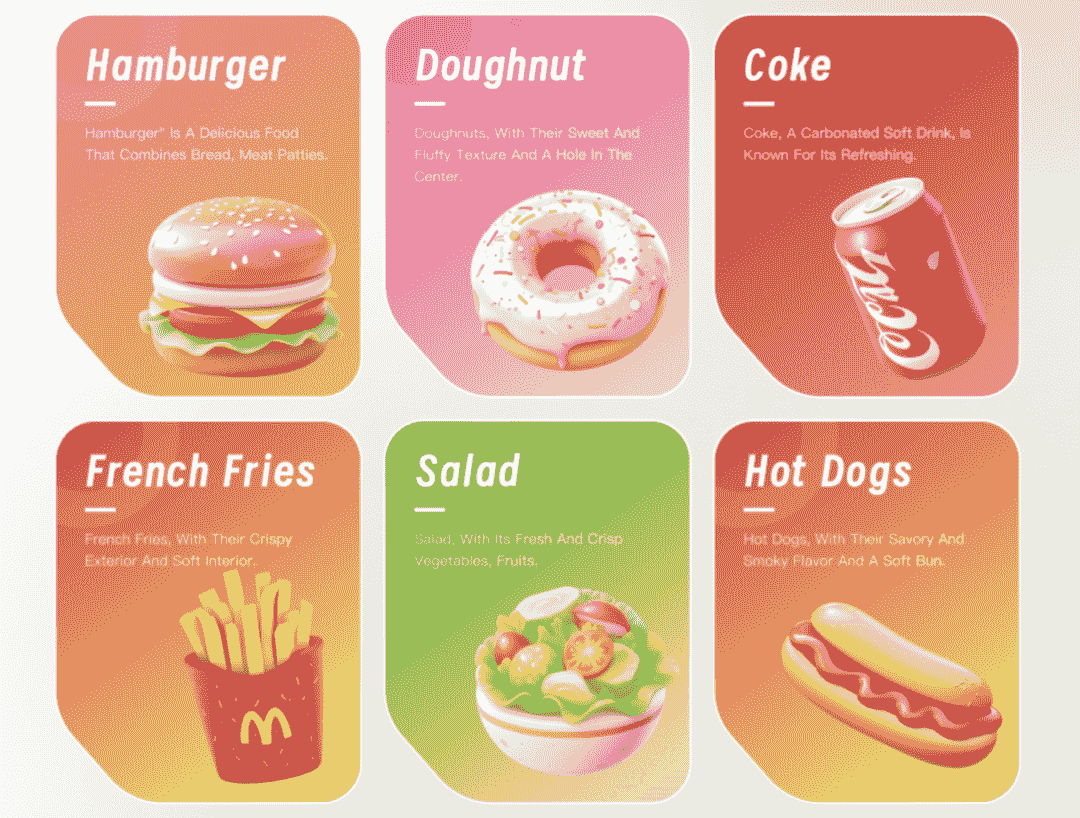 Hamburger
Hamburger" Is A Delicious Food
That Combines Bread, Meat Patties.
Doughnut
Doughnuts, With Their Sweet And
Fluffy Texture And A Hole In The
Center.
Coke
Coke, A Carbonated Soft Drink, Is
Known For Its Refreshing.
French Fries
French Fries, With Their Crispy
Exterior And Soft Interior.
Salad
Salad, With Its Fresh And Crisp
Vegetables, Fruits.
Hot Dogs
Hot Dogs, With Their Savory And
Smoky Flavor And A Soft Bun.